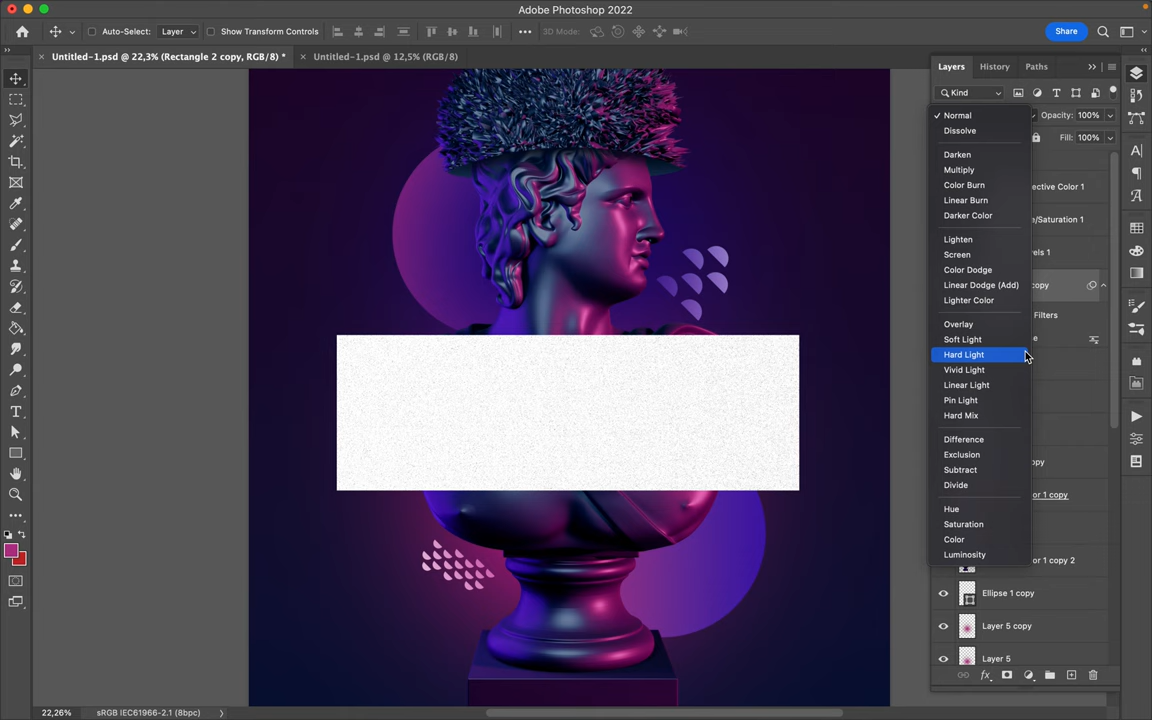 Adobe Photoshop 2022
Auto-Select: Layer Show Transform Controls 3D Mode: Share
Untitled-1.psd @ 22,3% (Rectangle 2 copy, RGB/8) * Untitled-1.psd @ 12,5% (RGB/8)
Layers History Paths
Kind
Normal Opacity: 100%
Dissolve Fill: 100%
Darken
Multiply
Color Burn ective Color 1
Linear Burn
Darker Color e/Saturation 1
Lighten
Screen vels 1
Color Dodge
Linear Dodge (Add) copy
Lighter Color
Overlay Filters
Soft Light
Hard Light
Vivid Light
Linear Light
Pin Light
Hard Mix
Difference
Exclusion opy
Subtract
Divide or 1 copy
Hue
Saturation
Color
Luminosity or 1 copy 2
Ellipse 1 copy
Layer 5 copy
Layer 5
fx
22,26% sRGB IEC61966-2.1 (8bpc)